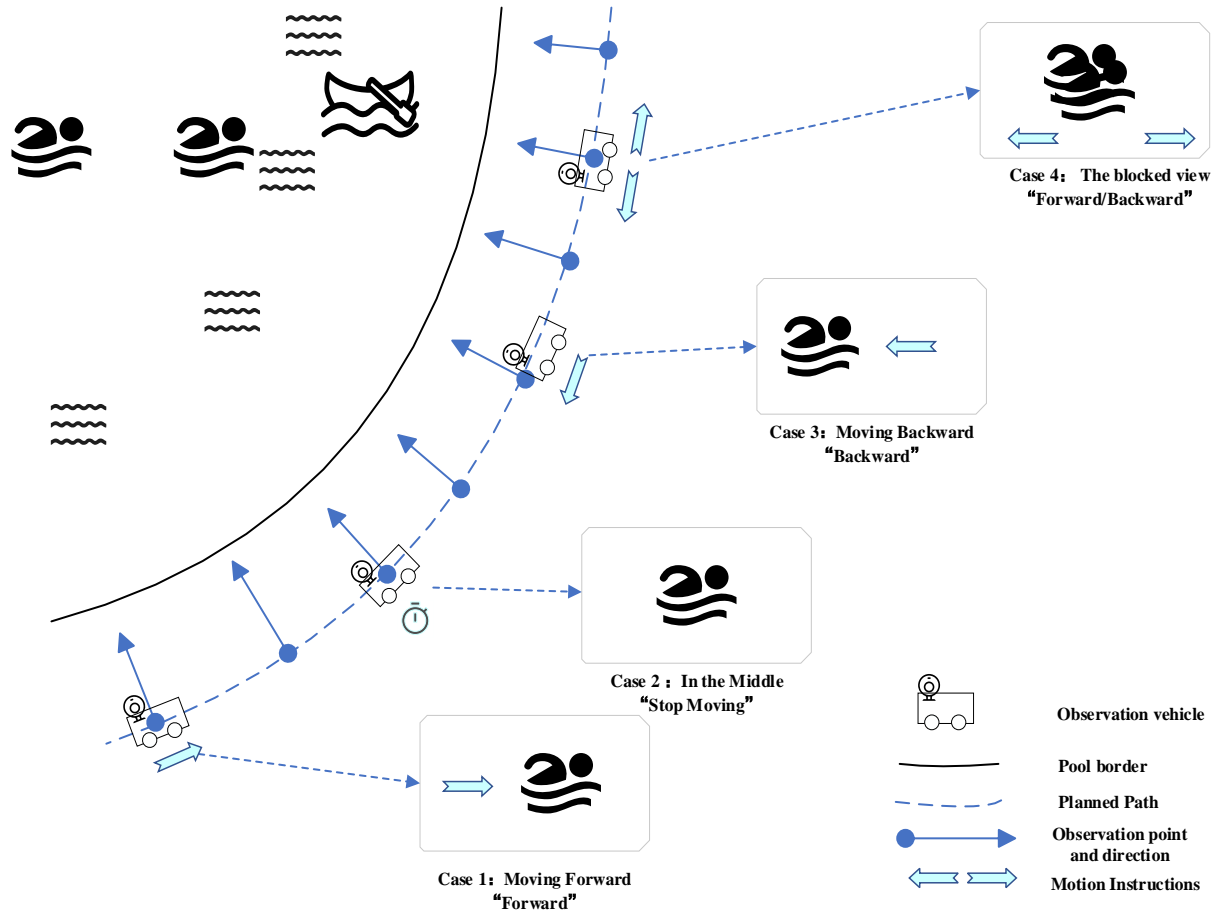 Case 4： The blocked view
“Forward/Backward”
Case 3：Moving Backward
“Backward”
Case 2：In the Middle
“Stop Moving”
Case 1：Moving Forward
“Forward”
Observation vehicle
Pool border
Planned Path
Observation point
and direction
Motion Instructions